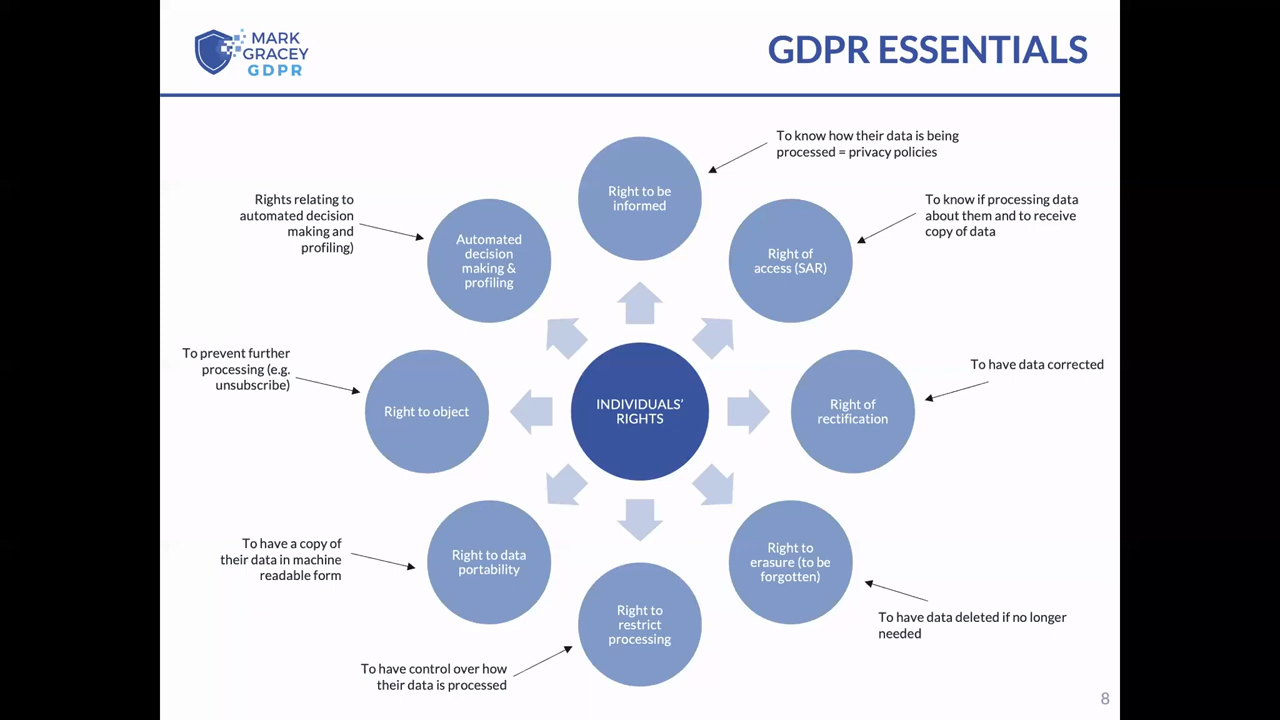 MARK
GRACEY
GDPR
GDPR ESSENTIALS
To know how their data is being
processed = privacy policies
Right to be
informed
To know if processing data
about them and to receive
copy of data
Right of
access (SAR)
To have data corrected
Right of
rectification
Right to
erasure (to be
forgotten)
To have data deleted if no longer
needed
Right to
restrict
processing
To have control over how
their data is processed
Right to data
portability
To have a copy of
their data in machine
readable form
Right to object
To prevent further
processing (e.g.
unsubscribe)
Automated
decision
making &
profiling
Rights relating to
automated decision
making and
profiling)
INDIVIDUALS'
RIGHTS
8